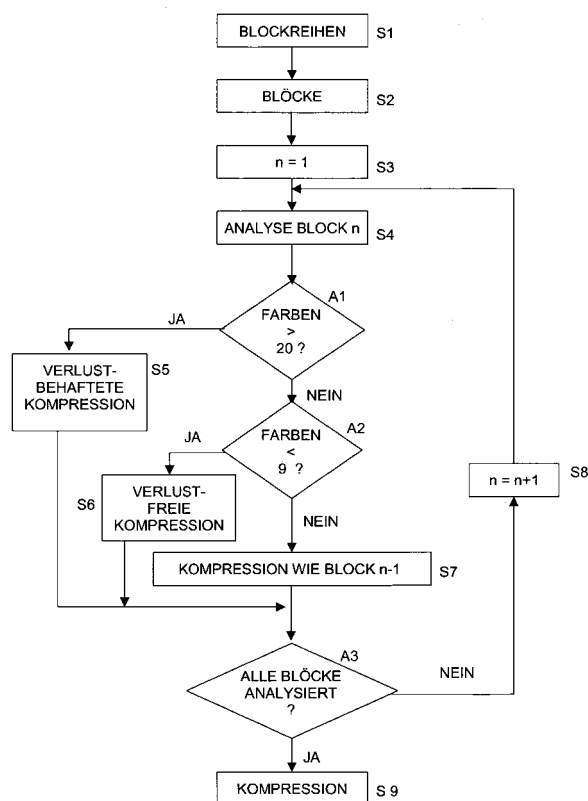 BLOCKREIHEN
S1
BLÖCKE
S2
n = 1
S3
ANALYSE BLOCK n
S4
A1
FARBEN
>
20 ?
JA
NEIN
VERLUST-
BEHAFTETE
KOMPRESSION
S5
A2
FARBEN
<
9 ?
JA
NEIN
S6
VERLUST-
FREIE
KOMPRESSION
n = n+1
S8
KOMPRESSION WIE BLOCK n-1
S7
A3
ALLE BLÖCKE
ANALYSIERT
?
NEIN
JA
KOMPRESSION
S 9